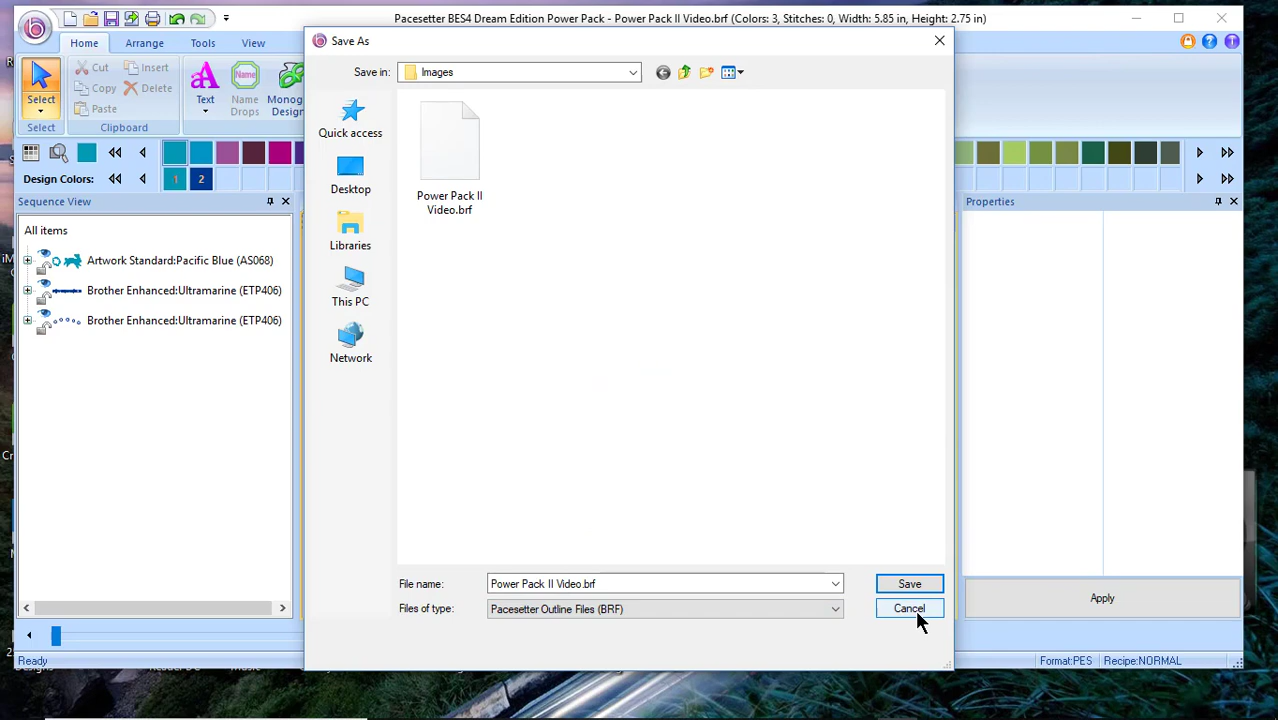 Pacesetter BES4 Dream Edition Power Pack - Power Pack II Video.brf (Colors: 3, Stitches: 0, Width: 5.85 in, Height: 2.75 in)
Home Arrange Tools View
Select
Select
Cut
Copy
Paste
Insert
Delete
Clipboard
Text
Name
Drops
Monog
Design
Design Colors: 1 2
Sequence View
All items
Artwork Standard:Pacific Blue (AS068)
Brother Enhanced:Ultramarine (ETP406)
Brother Enhanced:Ultramarine (ETP406)
Ready
Save As
Save in: Images
Quick access
Desktop
Libraries
This PC
Network
Power Pack II
Video.brf
File name: Power Pack II Video.brf
Save
Files of type: Pacesetter Outline Files (BRF)
Cancel
Properties
Apply
Format:PES Recipe:NORMAL